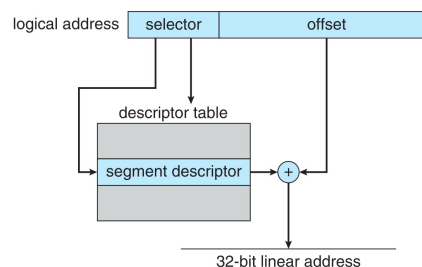 logical address selector offset
descriptor table
segment descriptor +
32-bit linear address